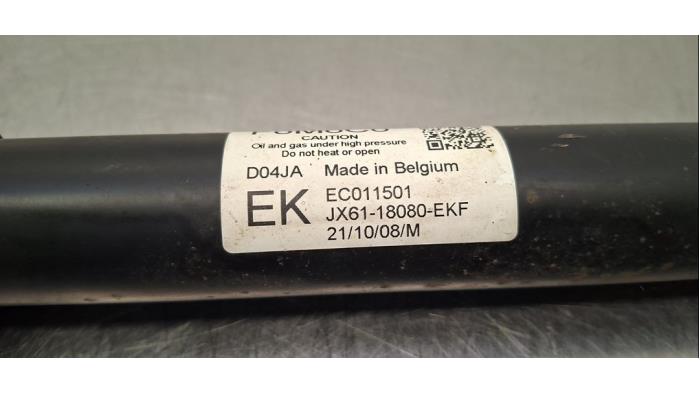 FoMoCo
CAUTION
Oil and gas under high pressure
Do not heat or open
D04JA Made in Belgium
EK EC011501
JX61-18080-EKF
21/10/08/M